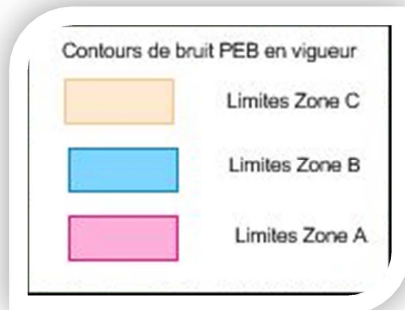 Contours de bruit PEB en vigueur
Limites Zone C
Limites Zone B
Limites Zone A